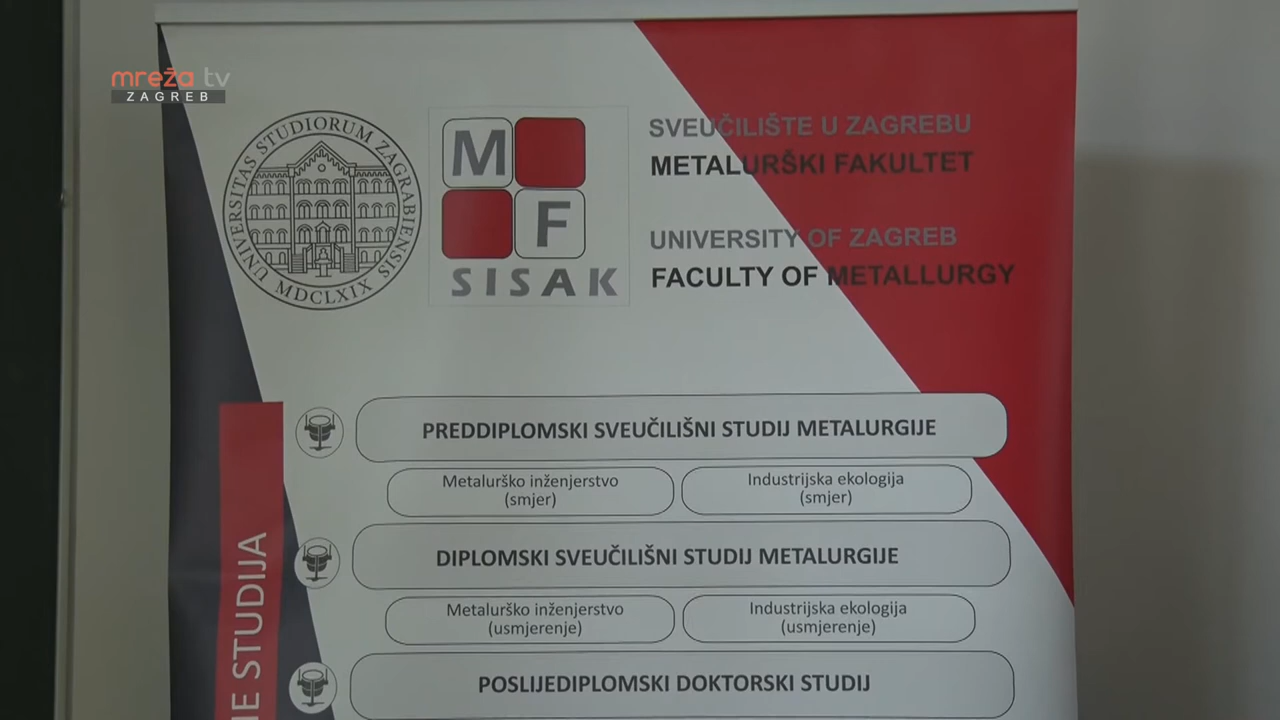 mreža tv
ZAGREB
UNIVERSITAS STUDIORUM ZAGRABIENSIS
MDCLXIX
M
F
SISAK
SVEUČILIŠTE U ZAGREBU
METALURŠKI FAKULTET
UNIVERSITY OF ZAGREB
FACULTY OF METALLURGY
PREDDIPLOMSKI SVEUČILIŠNI STUDIJ METALURGIJE
Metalurško inženjerstvo
(smjer)
Industrijska ekologija
(smjer)
DIPLOMSKI SVEUČILIŠNI STUDIJ METALURGIJE
Metalurško inženjerstvo
(usmjerenje)
Industrijska ekologija
(usmjerenje)
POSLIJEDIPLOMSKI DOKTORSKI STUDIJ
STUDIJA